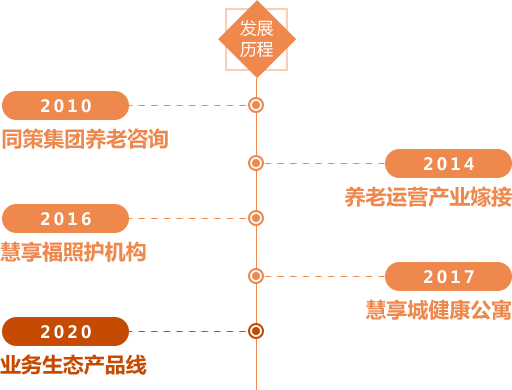 发展
历程
2010
同策集团养老咨询
2014
养老运营产业嫁接
2016
慧享福照护机构
2017
慧享城健康公寓
2020
业务生态产品线